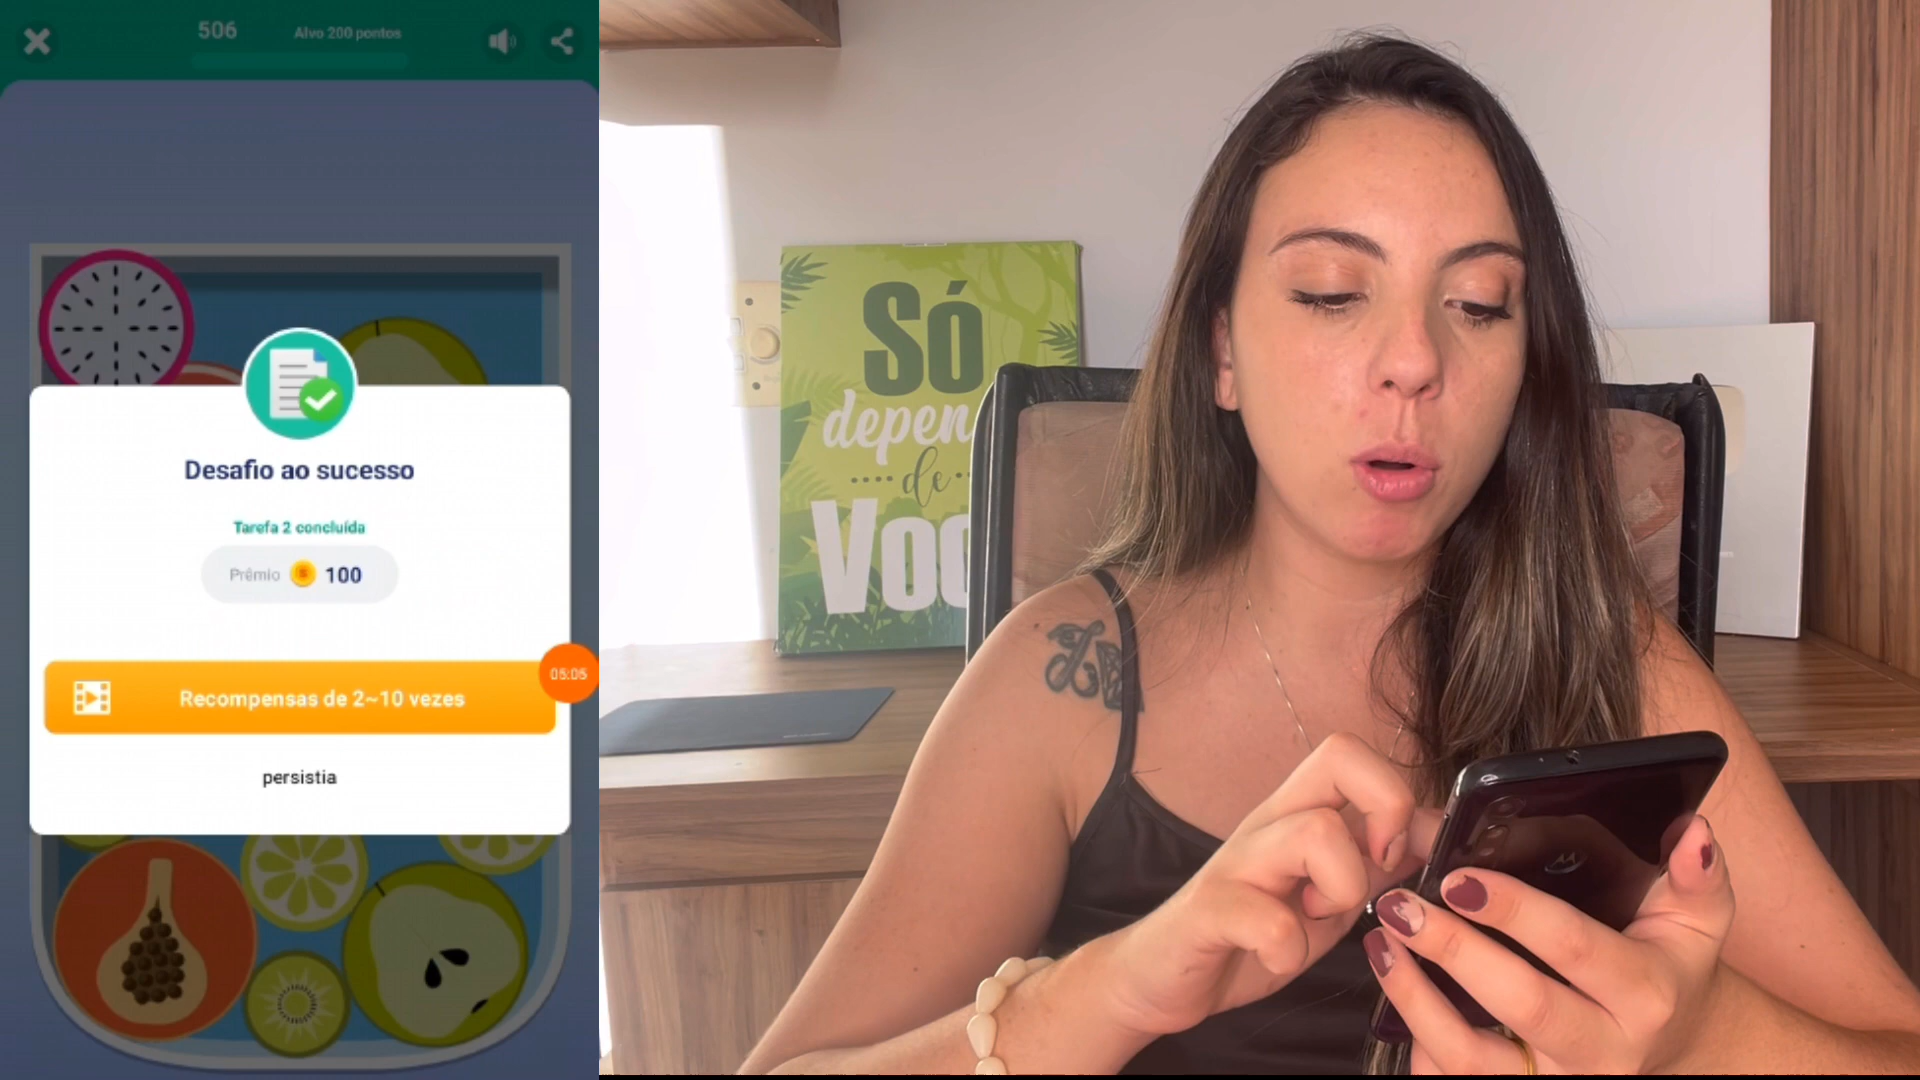 506
Alvo 200 pontos
Desafio ao sucesso
Tarefa 2 concluída
Prêmio 100
Recompensas de 2~10 vezes
05:05
persistia
Só
depen
de
Voc